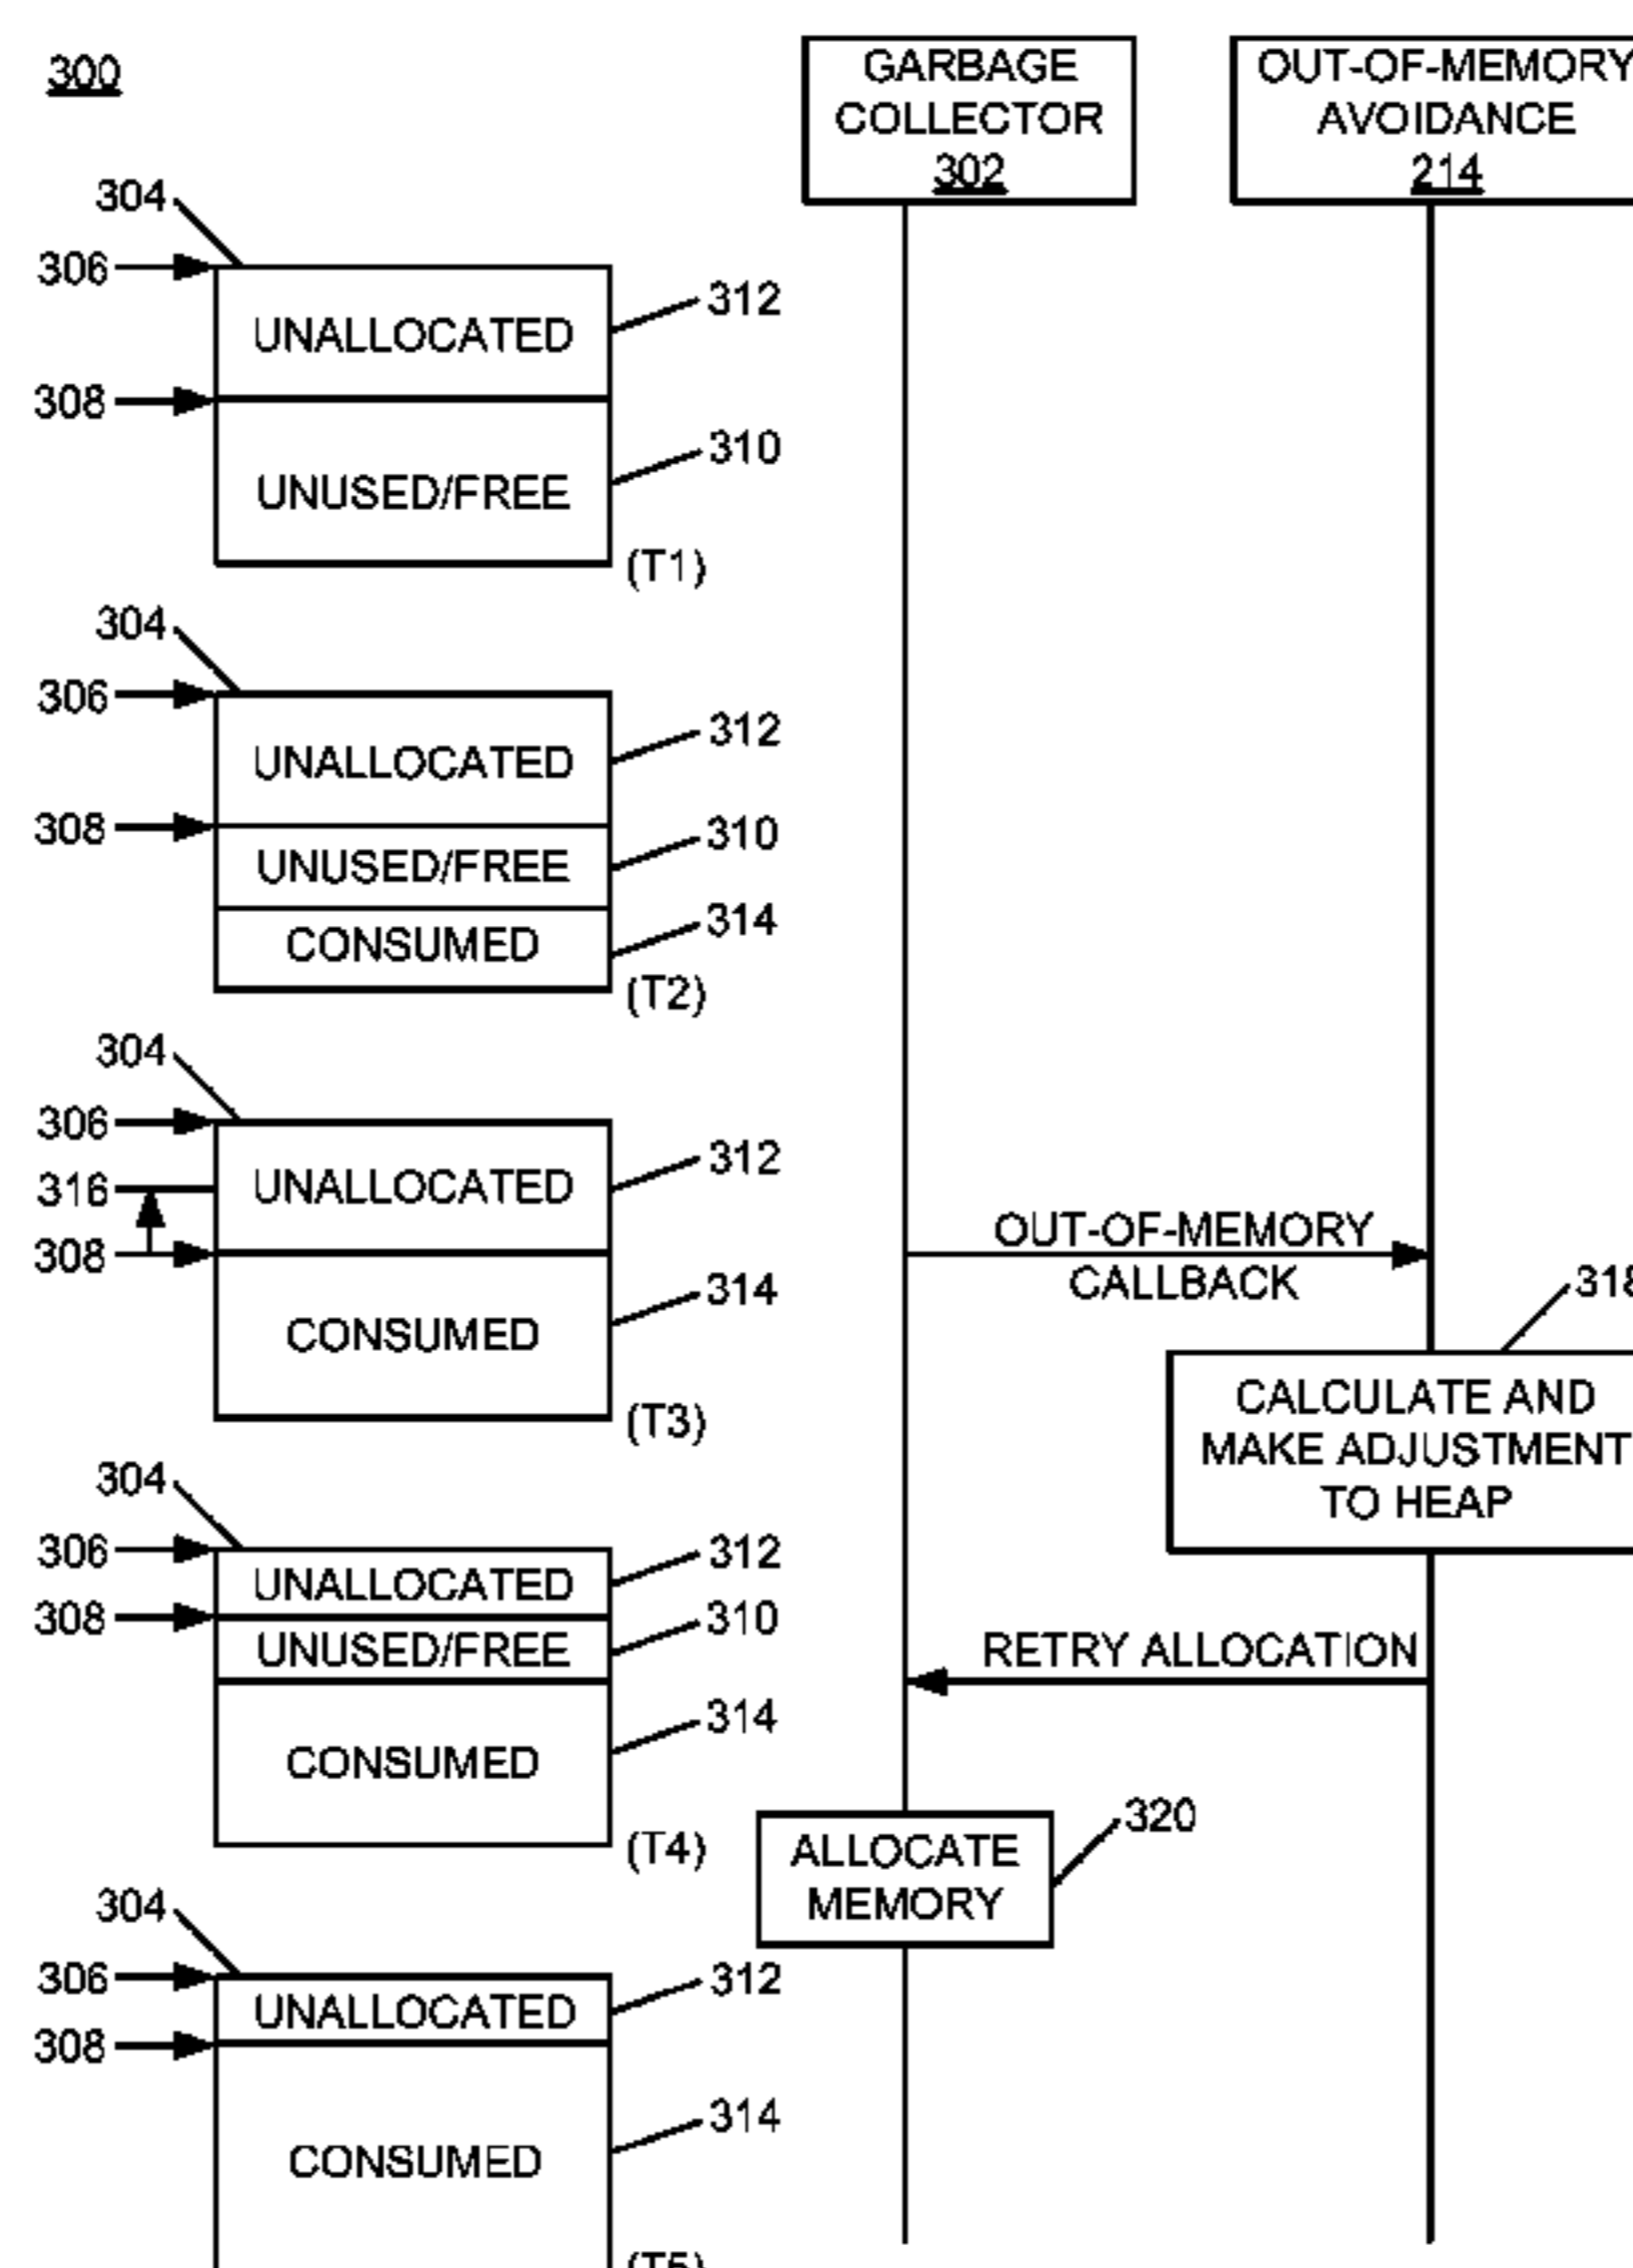 300
GARBAGE
COLLECTOR
302
OUT-OF-MEMORY
AVOIDANCE
214
304
306
UNALLOCATED
312
308
UNUSED/FREE
310
(T1)
304
306
UNALLOCATED
312
308
UNUSED/FREE
310
CONSUMED
314
(T2)
304
306
UNALLOCATED
312
316
308
CONSUMED
314
(T3)
OUT-OF-MEMORY
CALLBACK
318
CALCULATE AND
MAKE ADJUSTMENT
TO HEAP
304
306
UNALLOCATED
312
308
UNUSED/FREE
310
CONSUMED
314
(T4)
RETRY ALLOCATION
ALLOCATE
MEMORY
320
304
306
UNALLOCATED
312
308
CONSUMED
314
(T5)